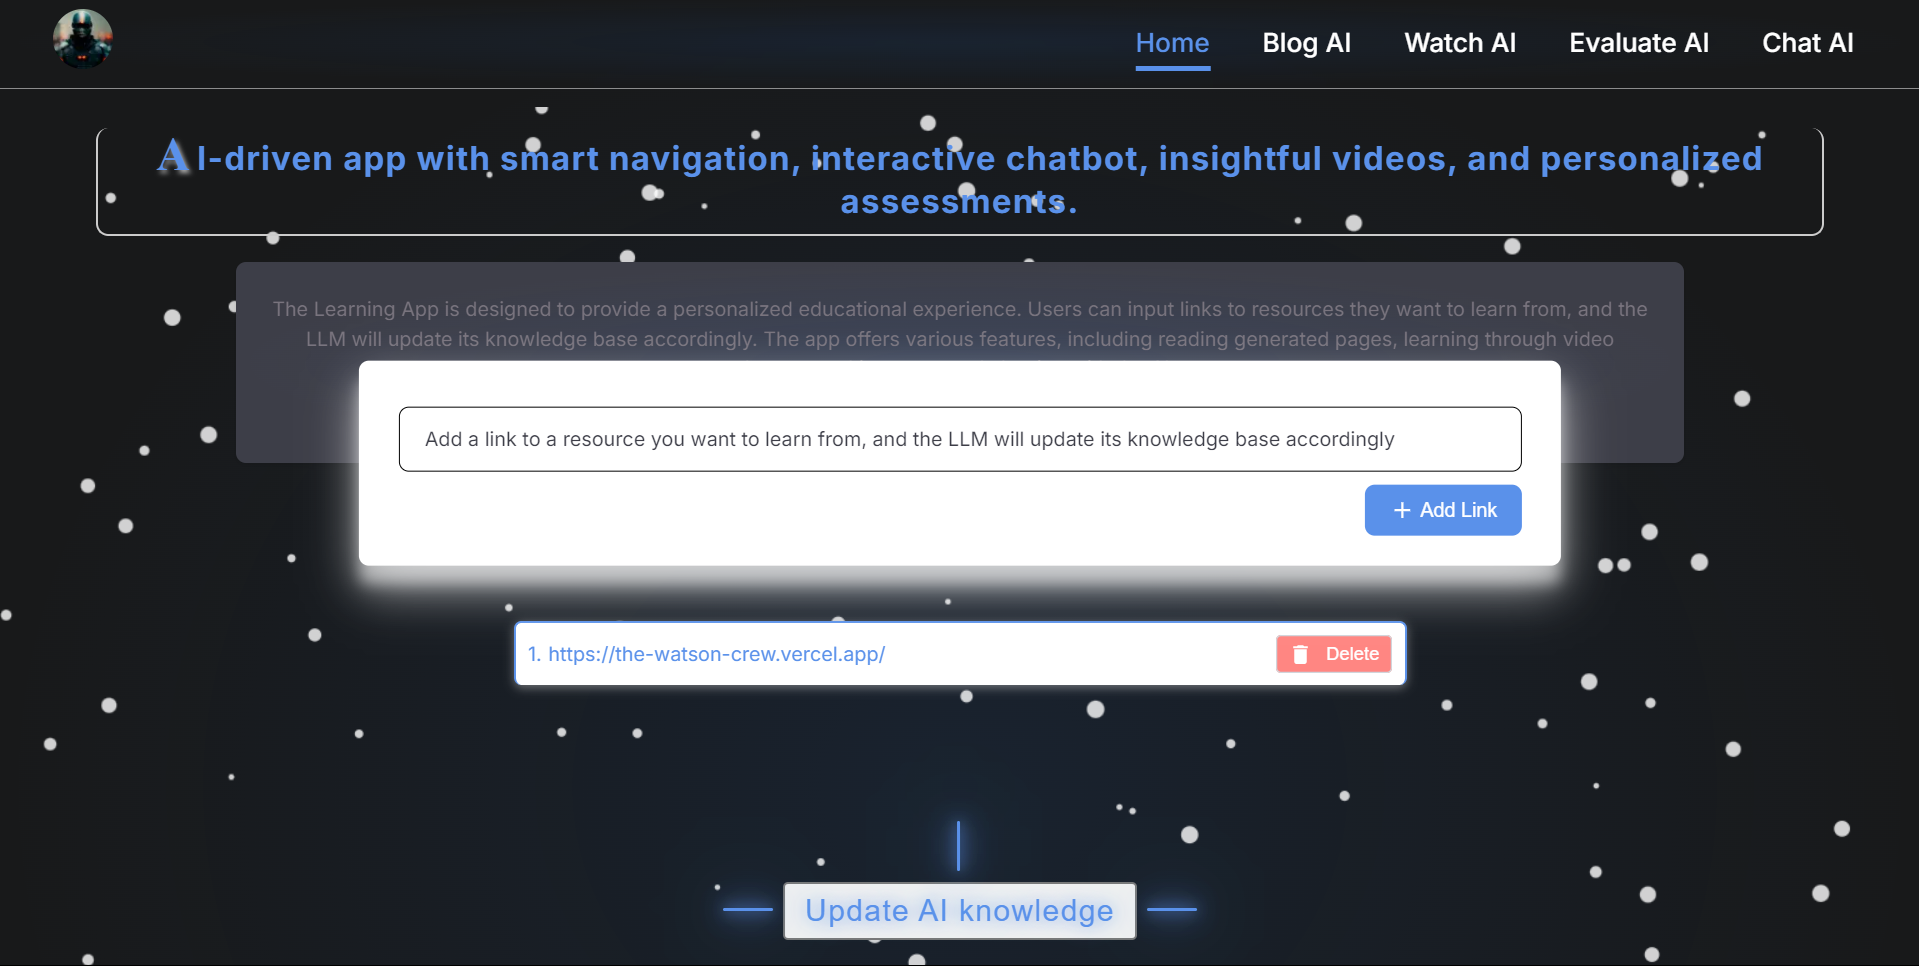 Home Blog AI Watch AI Evaluate AI Chat AI
AI-driven app with smart navigation, interactive chatbot, insightful videos, and personalized
assessments.
The Learning App is designed to provide a personalized educational experience. Users can input links to resources they want to learn from, and the
LLM will update its knowledge base accordingly. The app offers various features, including reading generated pages, learning through video
Add a link to a resource you want to learn from, and the LLM will update its knowledge base accordingly
+ Add Link
1. https://the-watson-crew.vercel.app/ Delete
Update AI knowledge